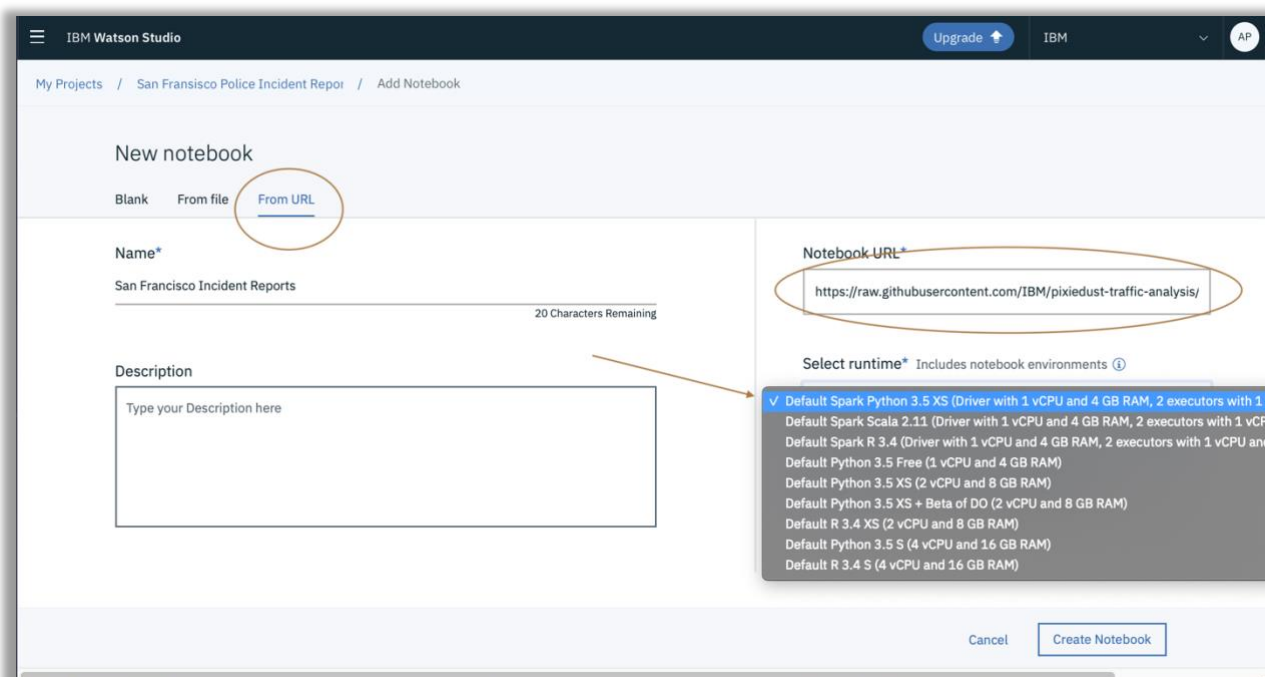 IBM Watson Studio Upgrade IBM AP
My Projects / San Fransisco Police Incident Repor / Add Notebook
New notebook
Blank From file From URL
Name*
San Francisco Incident Reports
20 Characters Remaining
Description
Type your Description here
Notebook URL*
https://raw.githubusercontent.com/IBM/pixiedust-traffic-analysis/
Select runtime* Includes notebook environments
Default Spark Python 3.5 XS (Driver with 1 vCPU and 4 GB RAM, 2 executors with 1
Default Spark Scala 2.11 (Driver with 1 vCPU and 4 GB RAM, 2 executors with 1 vCP
Default Spark R 3.4 (Driver with 1 vCPU and 4 GB RAM, 2 executors with 1 vCPU and
Default Python 3.5 Free (1 vCPU and 4 GB RAM)
Default Python 3.5 XS (2 vCPU and 8 GB RAM)
Default Python 3.5 XS + Beta of DO (2 vCPU and 8 GB RAM)
Default R 3.4 XS (2 vCPU and 8 GB RAM)
Default Python 3.5 S (4 vCPU and 16 GB RAM)
Default R 3.4 S (4 vCPU and 16 GB RAM)
Cancel Create Notebook